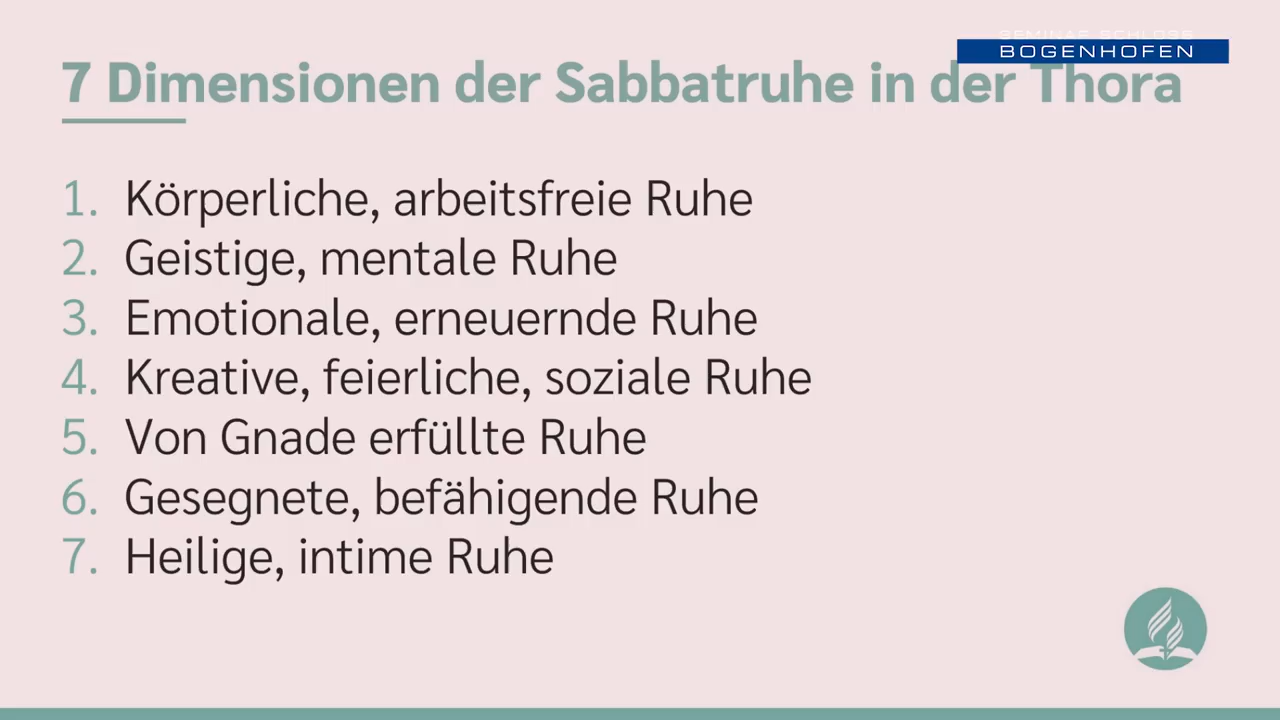 SEMINAR SCHLOSS
BOGENHOFEN
7 Dimensionen der Sabbatruhe in der Thora
1. Körperliche, arbeitsfreie Ruhe
2. Geistige, mentale Ruhe
3. Emotionale, erneuernde Ruhe
4. Kreative, feierliche, soziale Ruhe
5. Von Gnade erfüllte Ruhe
6. Gesegnete, befähigende Ruhe
7. Heilige, intime Ruhe